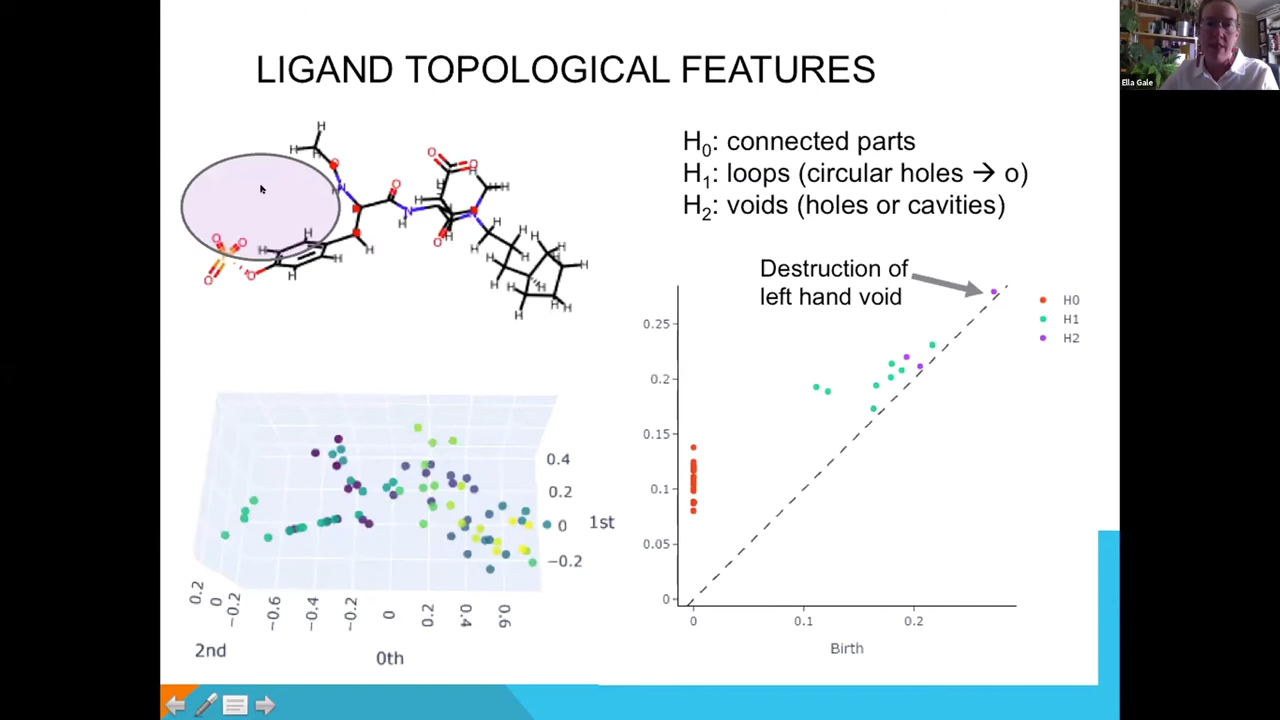 LIGAND TOPOLOGICAL FEATURES
Ella Gale
H0: connected parts
H1: loops (circular holes → o)
H2: voids (holes or cavities)
Destruction of
left hand void
H0
H1
H2
0.25
0.2
0.15
0.1
0.05
0
0
0.1
0.2
Birth
0.4
0.2
0
−0.2
1st
0.2
0
−0.2
−0.6
−0.4
−0.2
0
0.2
0.4
0.6
2nd
0th